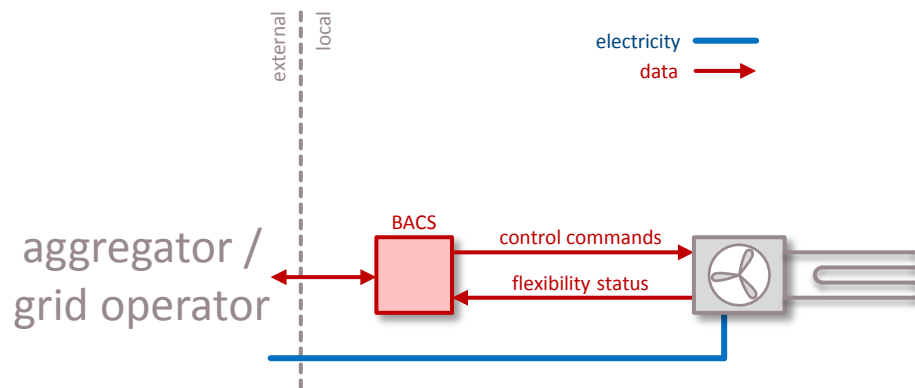 external
local
electricity
data
BACS
aggregator /
grid operator
control commands
flexibility status